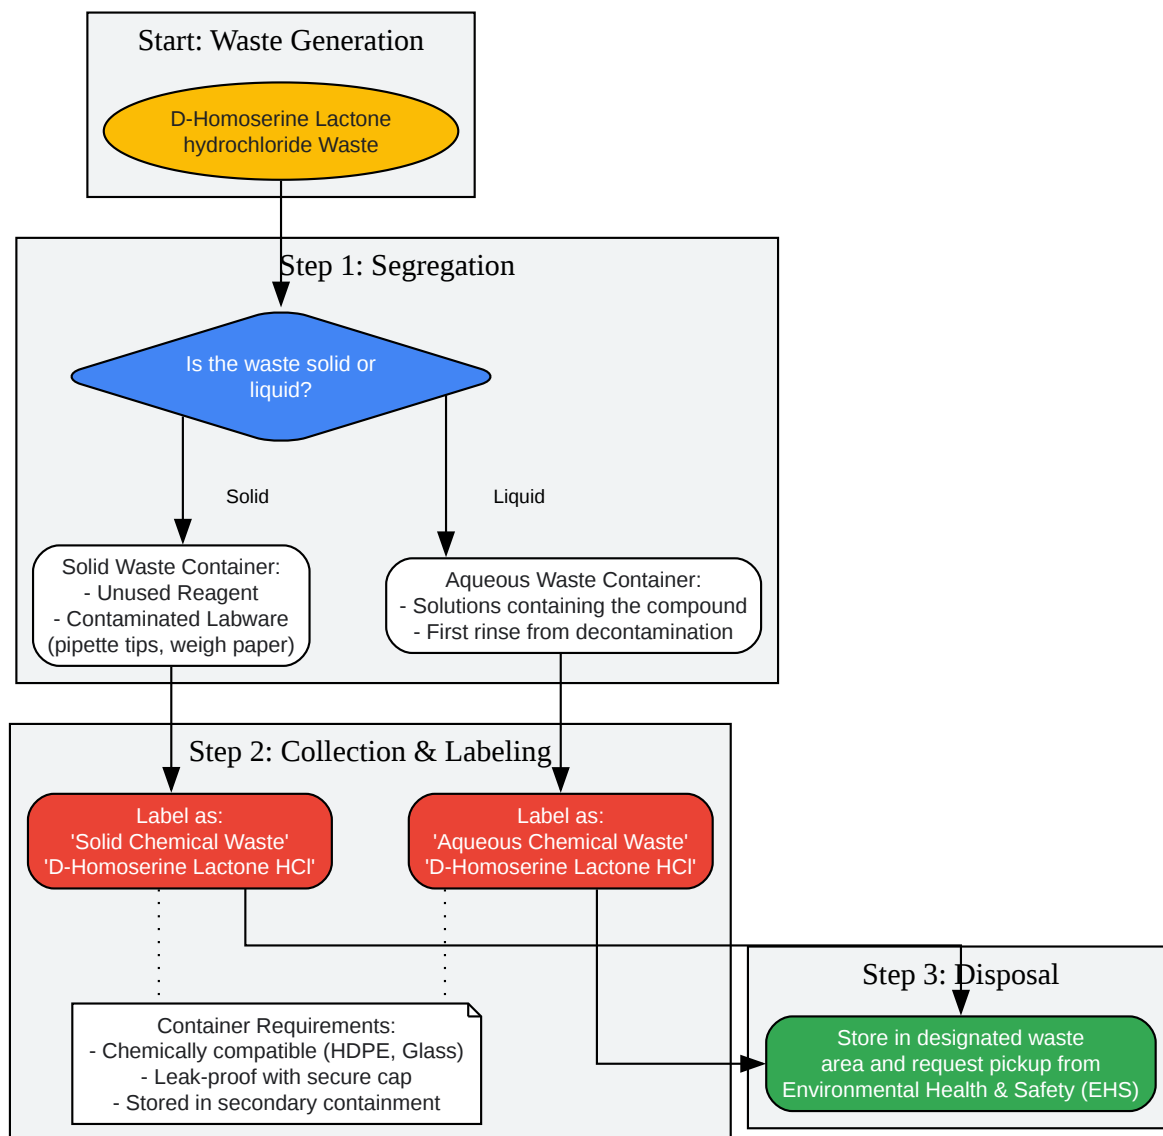 Start: Waste Generation
D-Homoserine Lactone
hydrochloride Waste
Step 1: Segregation
Is the waste solid or
liquid?
Solid
Liquid
Solid Waste Container:
- Unused Reagent
- Contaminated Labware
(pipette tips, weigh paper)
Aqueous Waste Container:
- Solutions containing the compound
- First rinse from decontamination
Step 2: Collection & Labeling
Label as:
'Solid Chemical Waste'
'D-Homoserine Lactone HCl'
Label as:
'Aqueous Chemical Waste'
'D-Homoserine Lactone HCl'
Container Requirements:
- Chemically compatible (HDPE, Glass)
- Leak-proof with secure cap
- Stored in secondary containment
Step 3: Disposal
Store in designated waste
area and request pickup from
Environmental Health & Safety (EHS)